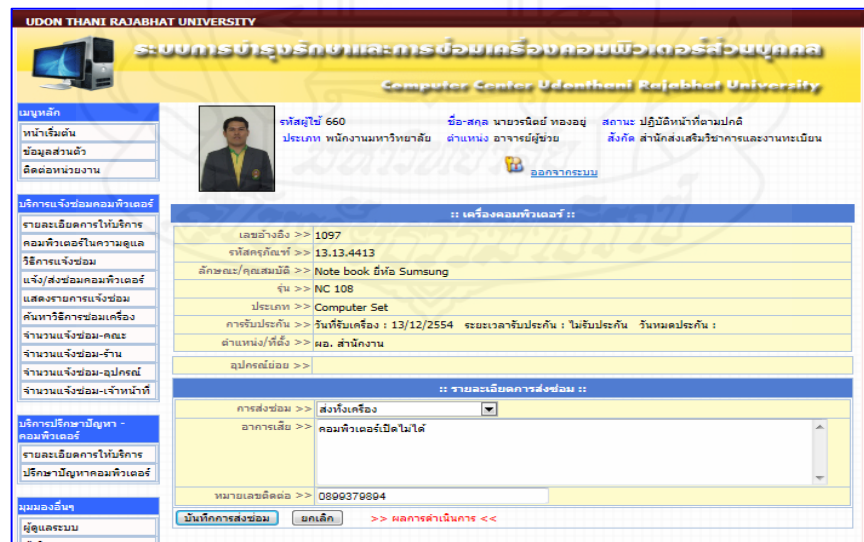 UDON THANI RAJABHAT UNIVERSITY
ระบบการบำรุงรักษาและการซ่อมเครื่องคอมพิวเตอร์ส่วนบุคคล
Computer Center Udonthani Rajabhat University
เมนูหลัก
หน้าเริ่มต้น
ข้อมูลส่วนตัว
ติดต่อหน่วยงาน
บริการแจ้งซ่อมคอมพิวเตอร์
รายละเอียดการให้บริการ
คอมพิวเตอร์ในความดูแล
วิธีการแจ้งซ่อม
แจ้ง/ส่งซ่อมคอมพิวเตอร์
แสดงรายการแจ้งซ่อม
ค้นหาวิธีการซ่อมเครื่อง
จำนวนแจ้งซ่อม-คณะ
จำนวนแจ้งซ่อม-ร้าน
จำนวนแจ้งซ่อม-อุปกรณ์
จำนวนแจ้งซ่อม-เจ้าหน้าที่
บริการปรึกษาปัญหา -
คอมพิวเตอร์
รายละเอียดการให้บริการ
ปรึกษาปัญหาคอมพิวเตอร์
มุมมองอื่นๆ
ผู้ดูแลระบบ
รหัสผู้ใช้ 660 ชื่อ-สกุล นายวรนิตย์ ทองอยู่ สถานะ ปฏิบัติหน้าที่ตามปกติ
ประเภท พนักงานมหาวิทยาลัย ตำแหน่ง อาจารย์ผู้ช่วย สังกัด สำนักส่งเสริมวิชาการและงานทะเบียน
ออกจากระบบ
:: เครื่องคอมพิวเตอร์ ::
เลขอ้างอิง >> 1097
รหัสครุภัณฑ์ >> 13.13.4413
ลักษณะ/คุณสมบัติ >> Note book ยี่ห้อ Sumsung
รุ่น >> NC 108
ประเภท >> Computer Set
การรับประกัน >> วันที่รับเครื่อง : 13/12/2554 ระยะเวลารับประกัน : ไม่รับประกัน วันหมดประกัน :
ตำแหน่ง/ที่ตั้ง >> ผอ. สำนักงาน
อุปกรณ์ย่อย >>
:: รายละเอียดการส่งซ่อม ::
การส่งซ่อม >> ส่งทั้งเครื่อง
อาการเสีย >> คอมพิวเตอร์เปิดไม่ได้
หมายเลขติดต่อ >> 0899379894
บันทึกการส่งซ่อม ยกเลิก >> ผลการดำเนินการ <<